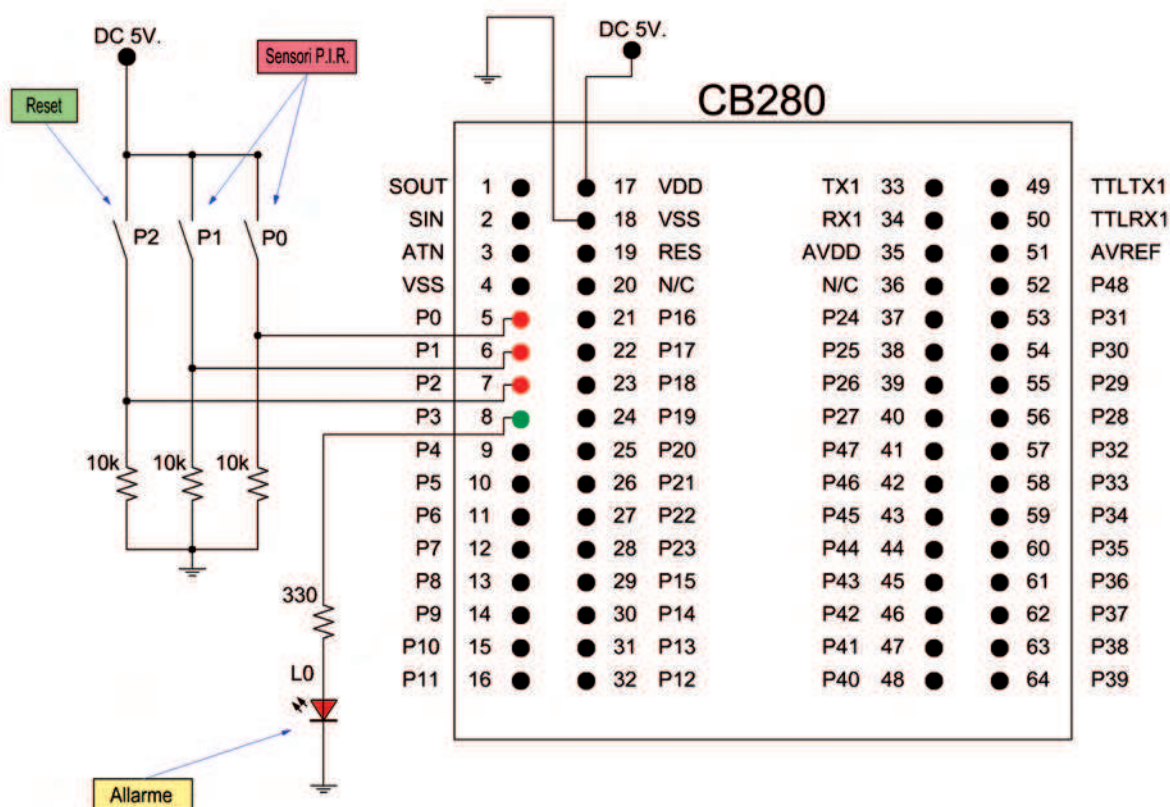 DC 5V.
Sensori P.I.R.
Reset
P2
P1
P0
10k
10k
10k
330
L0
Allarme
DC 5V.
CB280
SOUT 1 17 VDD TX1 33 49 TTLTX1
SIN 2 18 VSS RX1 34 50 TTLRX1
ATN 3 19 RES AVDD 35 51 AVREF
VSS 4 20 N/C N/C 36 52 P48
P0 5 21 P16 P24 37 53 P31
P1 6 22 P17 P25 38 54 P30
P2 7 23 P18 P26 39 55 P29
P3 8 24 P19 P27 40 56 P28
P4 9 25 P20 P47 41 57 P32
P5 10 26 P21 P46 42 58 P33
P6 11 27 P22 P45 43 59 P34
P7 12 28 P23 P44 44 60 P35
P8 13 29 P15 P43 45 61 P36
P9 14 30 P14 P42 46 62 P37
P10 15 31 P13 P41 47 63 P38
P11 16 32 P12 P40 48 64 P39